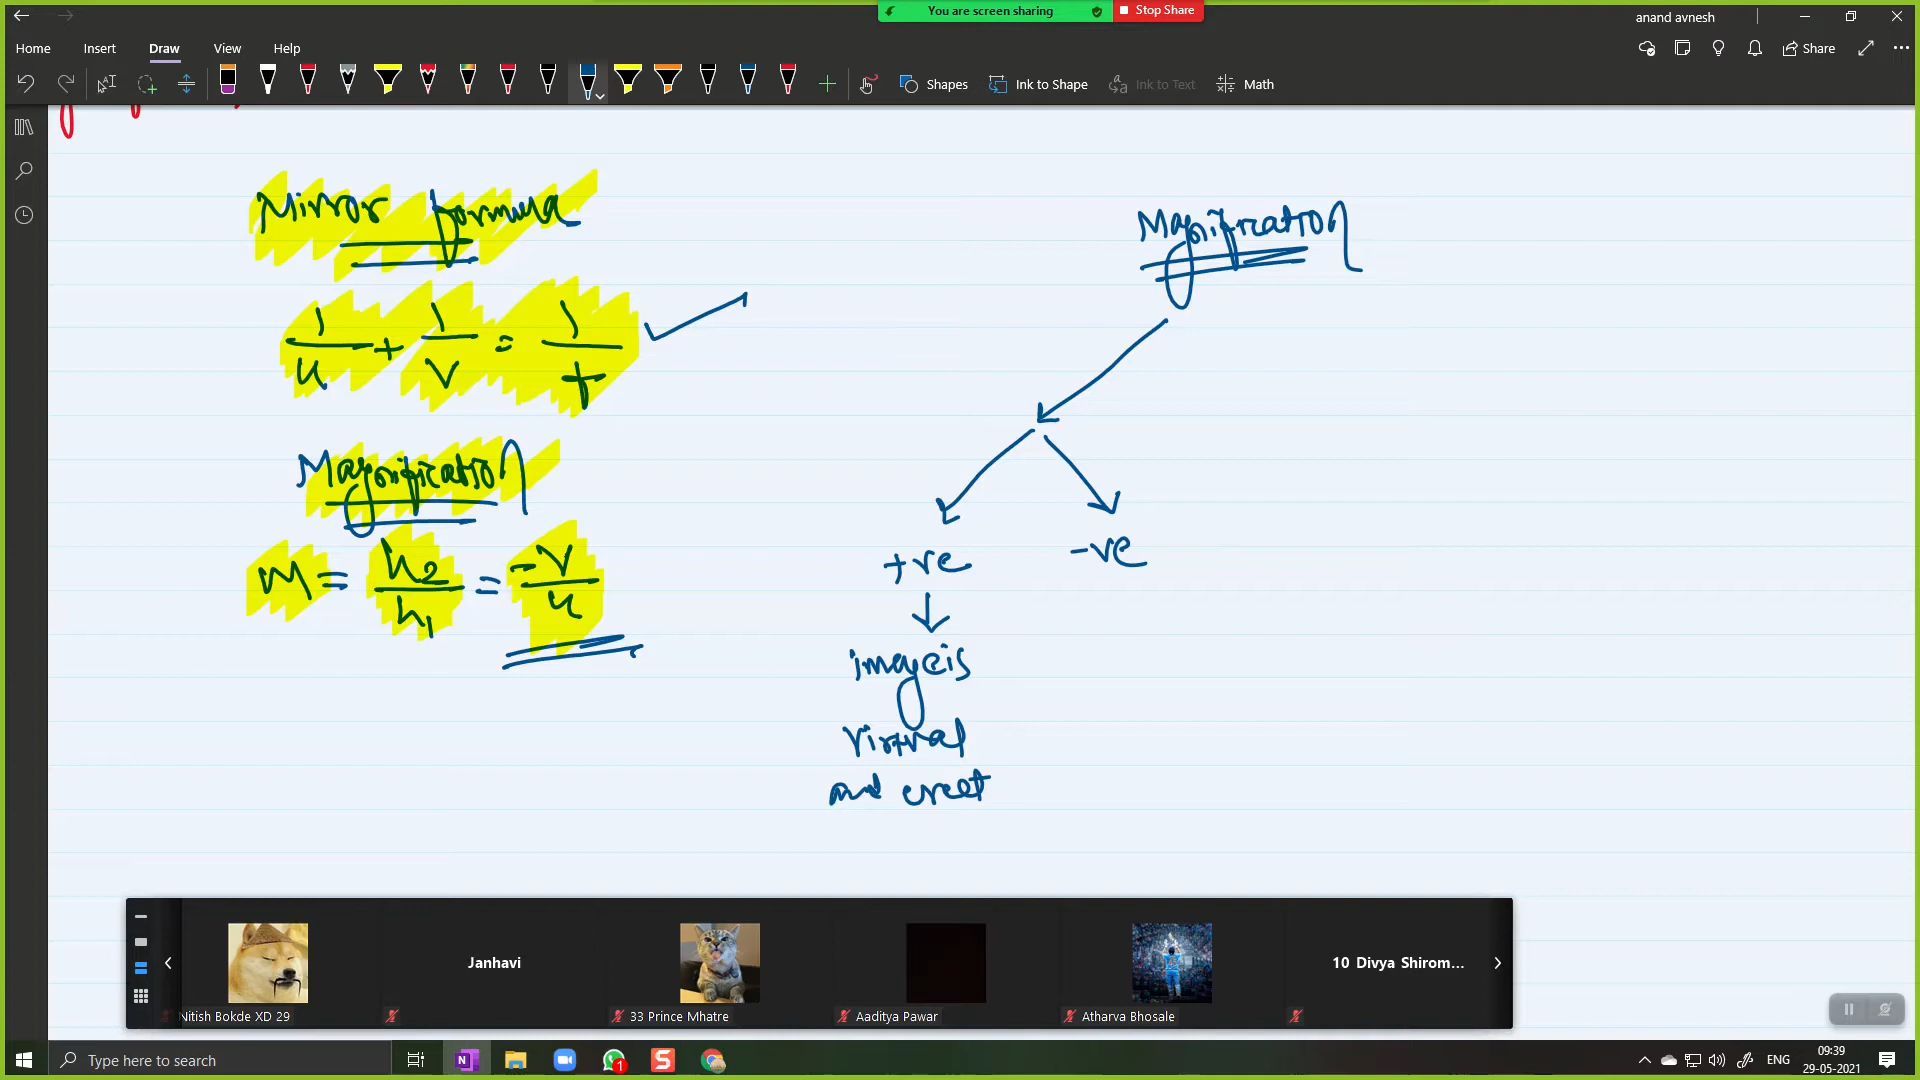 You are screen sharing
Stop Share
anand avnesh
Home Insert Draw View Help
Share
Shapes
Ink to Shape
Ink to Text
Math
Mirror formula
1/u + 1/v = 1/f
Magnification
m = h2/h1 = -v/u
Magnification
+ve -ve
image is
virtual
and erect
Janhavi
10 Divya Shirom...
Nitish Bokde XD 29
33 Prince Mhatre
Aaditya Pawar
Atharva Bhosale
Type here to search
N
S
1
ENG
09:39
29-05-2021